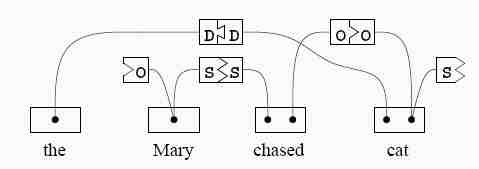 D D O O
O S S S
the Mary chased cat